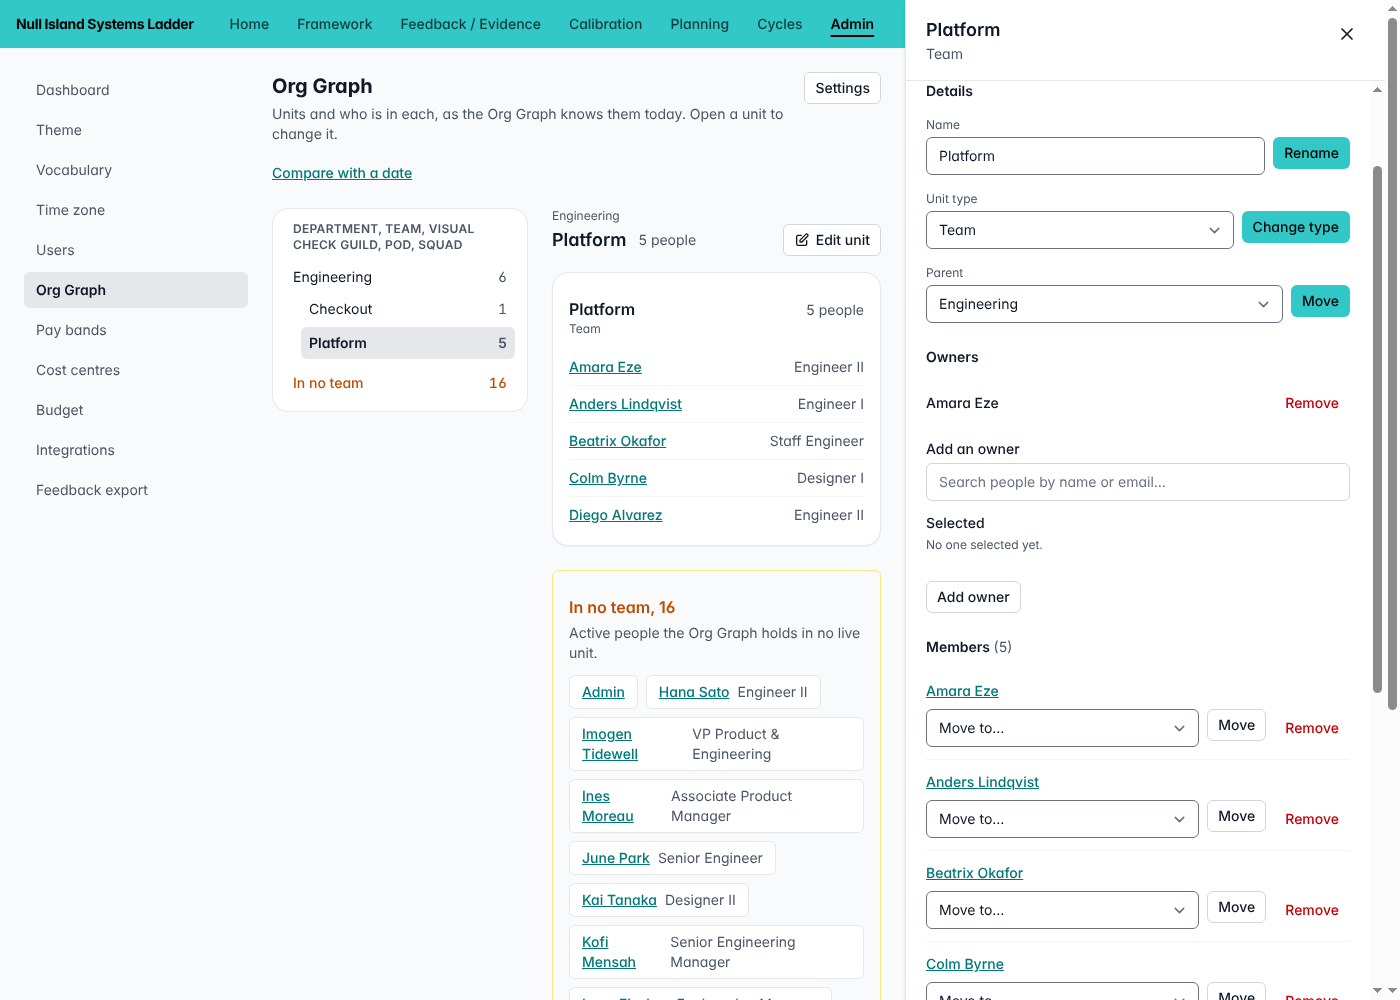 Null Island Systems Ladder
Home
Framework
Feedback / Evidence
Calibration
Planning
Cycles
Admin
Dashboard
Theme
Vocabulary
Time zone
Users
Org Graph
Pay bands
Cost centres
Budget
Integrations
Feedback export
Org Graph
Settings
Units and who is in each, as the Org Graph knows them today. Open a unit to
change it.
Compare with a date
DEPARTMENT, TEAM, VISUAL
CHECK GUILD, POD, SQUAD
Engineering 6
Checkout 1
Platform 5
In no team 16
Engineering
Platform 5 people
Edit unit
Platform 5 people
Team
Amara Eze Engineer II
Anders Lindqvist Engineer I
Beatrix Okafor Staff Engineer
Colm Byrne Designer I
Diego Alvarez Engineer II
In no team, 16
Active people the Org Graph holds in no live
unit.
Admin
Hana Sato Engineer II
Imogen
Tidewell
VP Product &
Engineering
Ines
Moreau
Associate Product
Manager
June Park Senior Engineer
Kai Tanaka Designer II
Kofi
Mensah
Senior Engineering
Manager
Platform
Team
Details
Name
Platform
Rename
Unit type
Team
Change type
Parent
Engineering
Move
Owners
Amara Eze
Remove
Add an owner
Search people by name or email...
Selected
No one selected yet.
Add owner
Members (5)
Amara Eze
Move to...
Move
Remove
Anders Lindqvist
Move to...
Move
Remove
Beatrix Okafor
Move to...
Move
Remove
Colm Byrne
Move to...
Move
Remove